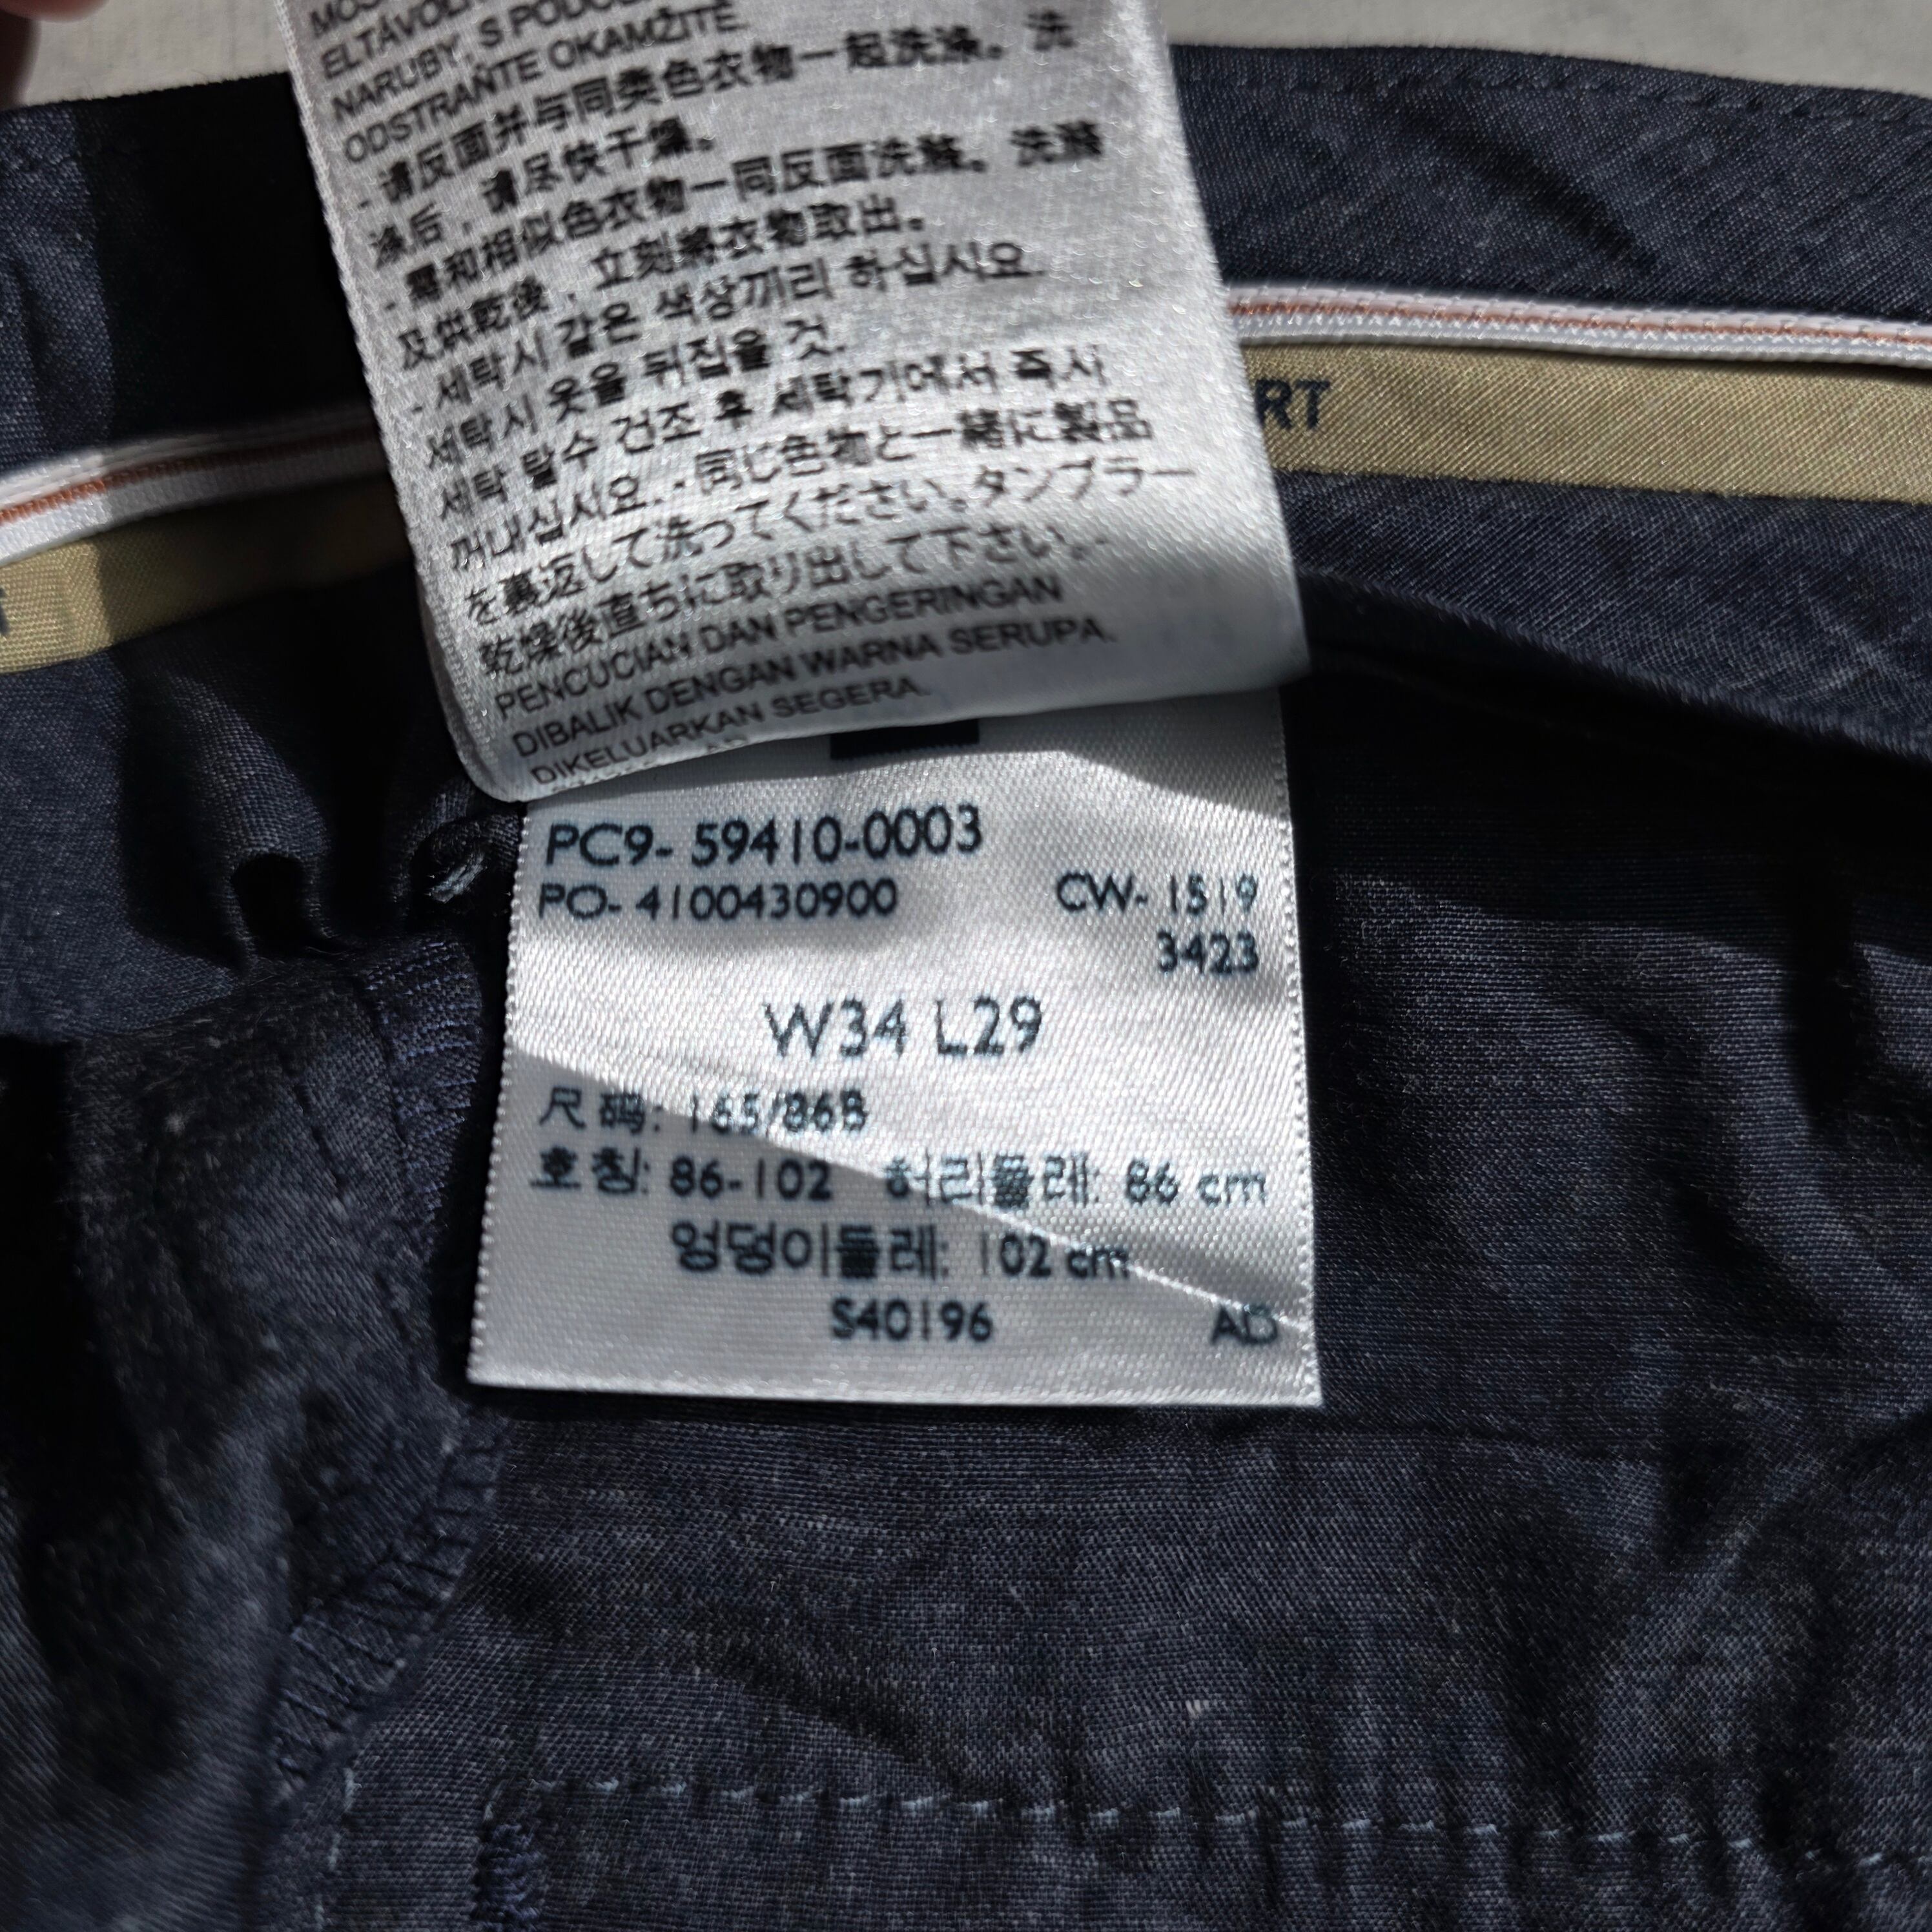 ELTÁVOLÍ
NARUBY, S PODOB
ODSTRAŇTE OKAMŽITĚ.
- 请反面并与同类色衣物一起洗涤。洗
涤后，请尽快干燥。
- 需和相似色衣物一同反面洗滌。洗滌
及烘乾後，立刻將衣物取出。
- 세탁시 같은 색상끼리 하십시요.
세탁시 옷을 뒤집을 것.
세탁 탈수 건조 후 세탁기에서 즉시
꺼내십시요. - 同じ色物と一緒に製品
を裏返して洗ってください。タンブラー
乾燥後直ちに取り出して下さい。-
PENCUCIAN DAN PENGERINGAN
DIBALIK DENGAN WARNA SERUPA.
DIKELUARKAN SEGERA.
RT
PC9- 59410-0003
PO- 4100430900 CW- 1519
3423
W34 L29
尺码: 165/86B
호칭: 86-102 허리둘레: 86 cm
엉덩이둘레: 102 cm
S40196 AD